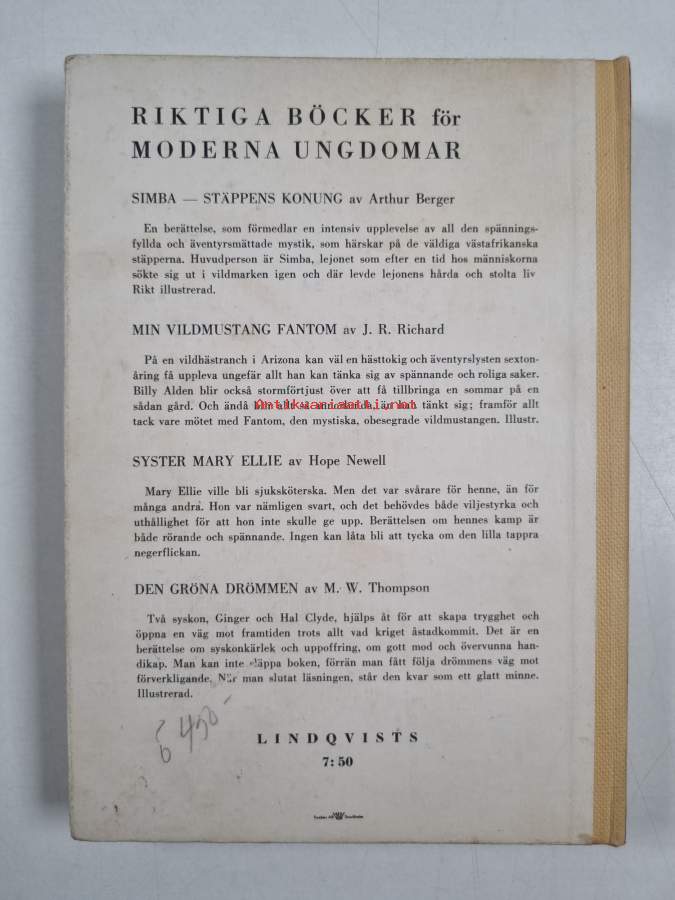 RIKTIGA BÖCKER för
MODERNA UNGDOMAR
SIMBA — STÄPPENS KONUNG av Arthur Berger
En berättelse, som förmedlar en intensiv upplevelse av all den spännings-
fyllda och äventyrsmättade mystik, som härskar på de väldiga västafrikanska
stäpperna. Huvudperson är Simba, lejonet som efter en tid hos människorna
sökte sig ut i vildmarken igen och där levde lejonens hårda och stolta liv
Rikt illustrerad.
MIN VILDMUSTANG FANTOM av J. R. Richard
På en vildhästranch i Arizona kan väl en hästtokig och äventyrslysten sexton-
åring få uppleva ungefär allt han kan tänka sig av spännande och roliga saker.
Billy Alden blir också stormförtjust över att få tillbringa en sommar på en
sådan gård. Och ändå blir allt än han tänkt sig; framför allt
Antikvariaatti.net
tack vare mötet med Fantom, den mystiska, obesegrade vildmustangen. Illustr.
SYSTER MARY ELLIE av Hope Newell
Mary Ellie ville bli sjuksköterska. Men det var svårare för henne, än för
många andra. Hon var nämligen svart, och det behövdes både viljestyrka och
uthållighet för att hon inte skulle ge upp. Berättelsen om hennes kamp är
både rörande och spännande. Ingen kan låta bli att tycka om den lilla tappra
negerflickan.
DEN GRÖNA DRÖMMEN av M. W. Thompson
Två syskon, Ginger och Hal Clyde, hjälps åt för att skapa trygghet och
öppna en väg mot framtiden trots allt vad kriget åstadkommit. Det är en
berättelse om syskonkärlek och uppoffring, om gott mod och övervunna han-
dikap. Man kan inte släppa boken, förrän man fått följa drömmens väg mot
förverkligande. När man slutat läsningen, står den kvar som ett glatt minne.
Illustrerad.
LINDQVISTS
7:50